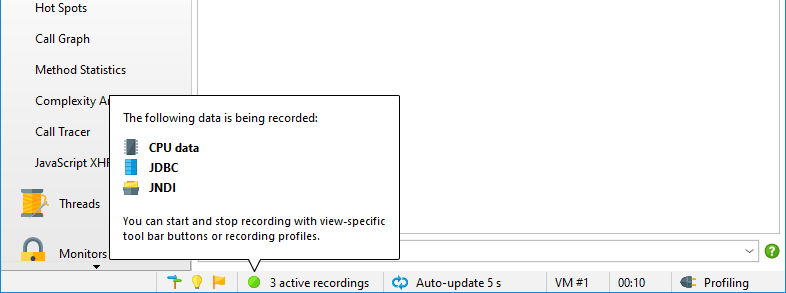 Hot Spots
Call Graph
Method Statistics
Complexity An
Call Tracer
JavaScript XHR
Threads
Monitors
The following data is being recorded:
CPU data
JDBC
JNDI
You can start and stop recording with view-specific
tool bar buttons or recording profiles.
3 active recordings
Auto-update 5 s
VM #1
00:10
Profiling